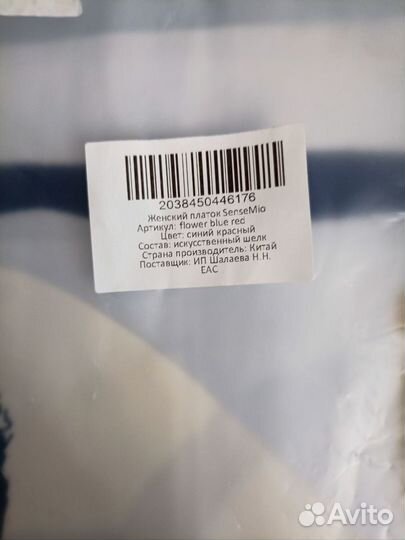 2038450446176
Женский платок SenseMio
Артикул: flower blue red
Цвет: синий красный
Состав: искусственный шелк
Страна производитель: Китай
Поставщик: ИП Шалаева Н.Н.
EAC
Avito